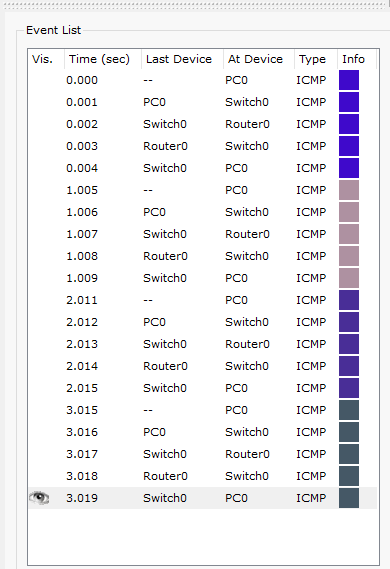 Event List
Vis. Time (sec) Last Device At Device Type Info
0.000 -- PC0 ICMP
0.001 PC0 Switch0 ICMP
0.002 Switch0 Router0 ICMP
0.003 Router0 Switch0 ICMP
0.004 Switch0 PC0 ICMP
1.005 -- PC0 ICMP
1.006 PC0 Switch0 ICMP
1.007 Switch0 Router0 ICMP
1.008 Router0 Switch0 ICMP
1.009 Switch0 PC0 ICMP
2.011 -- PC0 ICMP
2.012 PC0 Switch0 ICMP
2.013 Switch0 Router0 ICMP
2.014 Router0 Switch0 ICMP
2.015 Switch0 PC0 ICMP
3.015 -- PC0 ICMP
3.016 PC0 Switch0 ICMP
3.017 Switch0 Router0 ICMP
3.018 Router0 Switch0 ICMP
3.019 Switch0 PC0 ICMP